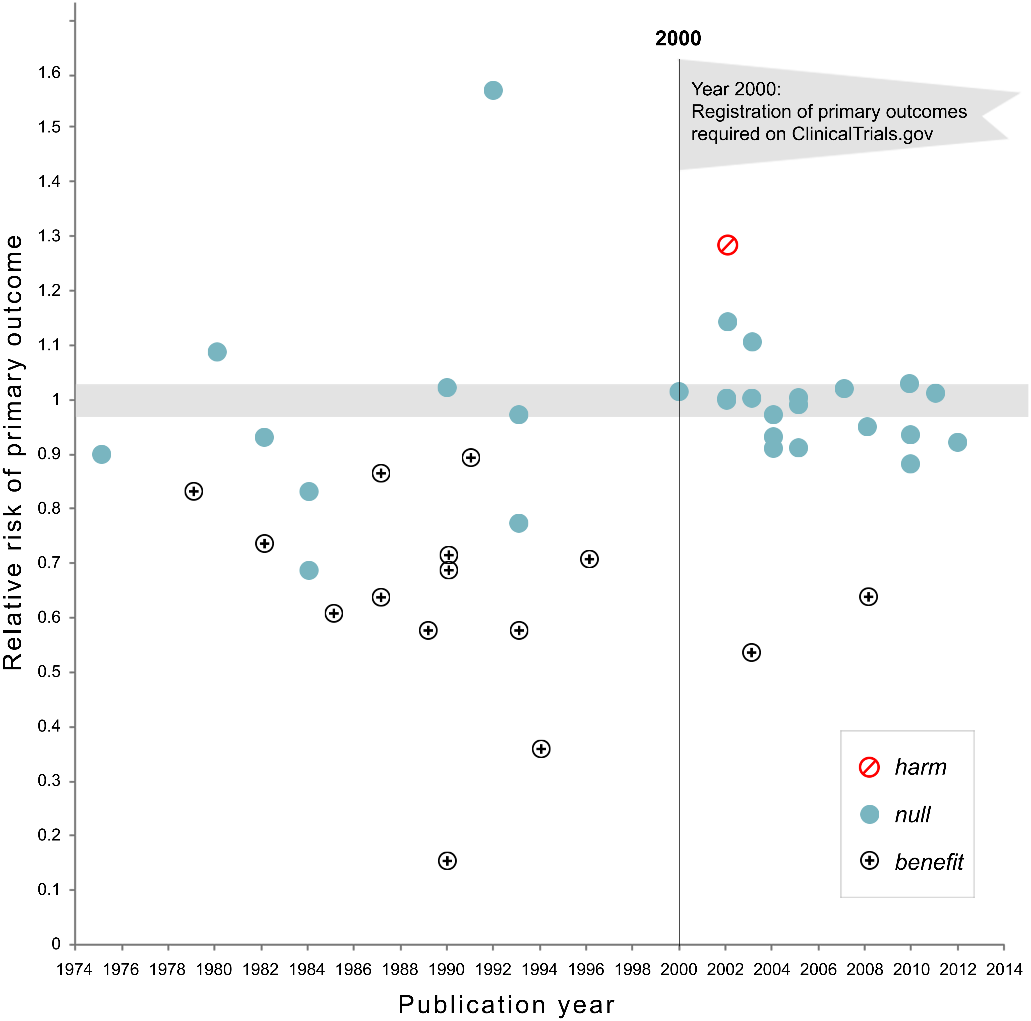 2000
Year 2000:
Registration of primary outcomes
required on ClinicalTrials.gov
Relative risk of primary outcome
1.6
1.5
1.4
1.3
1.2
1.1
1
0.9
0.8
0.7
0.6
0.5
0.4
0.3
0.2
0.1
0
harm
null
benefit
1974 1976 1978 1980 1982 1984 1986 1988 1990 1992 1994 1996 1998 2000 2002 2004 2006 2008 2010 2012 2014
Publication year